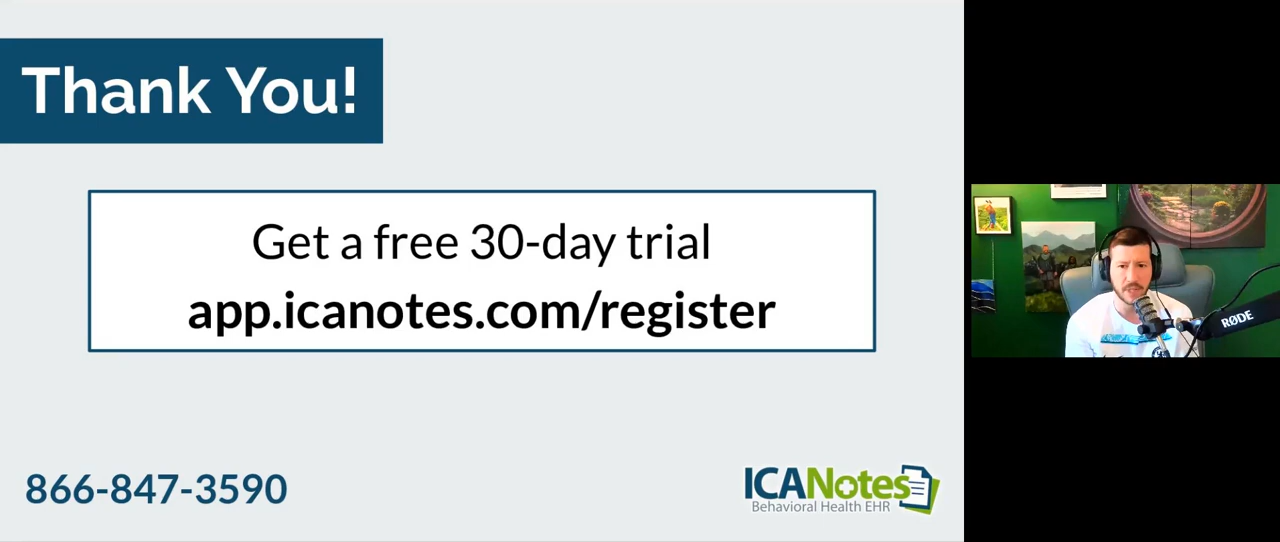 Thank You!
Get a free 30-day trial
app.icanotes.com/register
866-847-3590
ICANotes
Behavioral Health EHR
RØDE